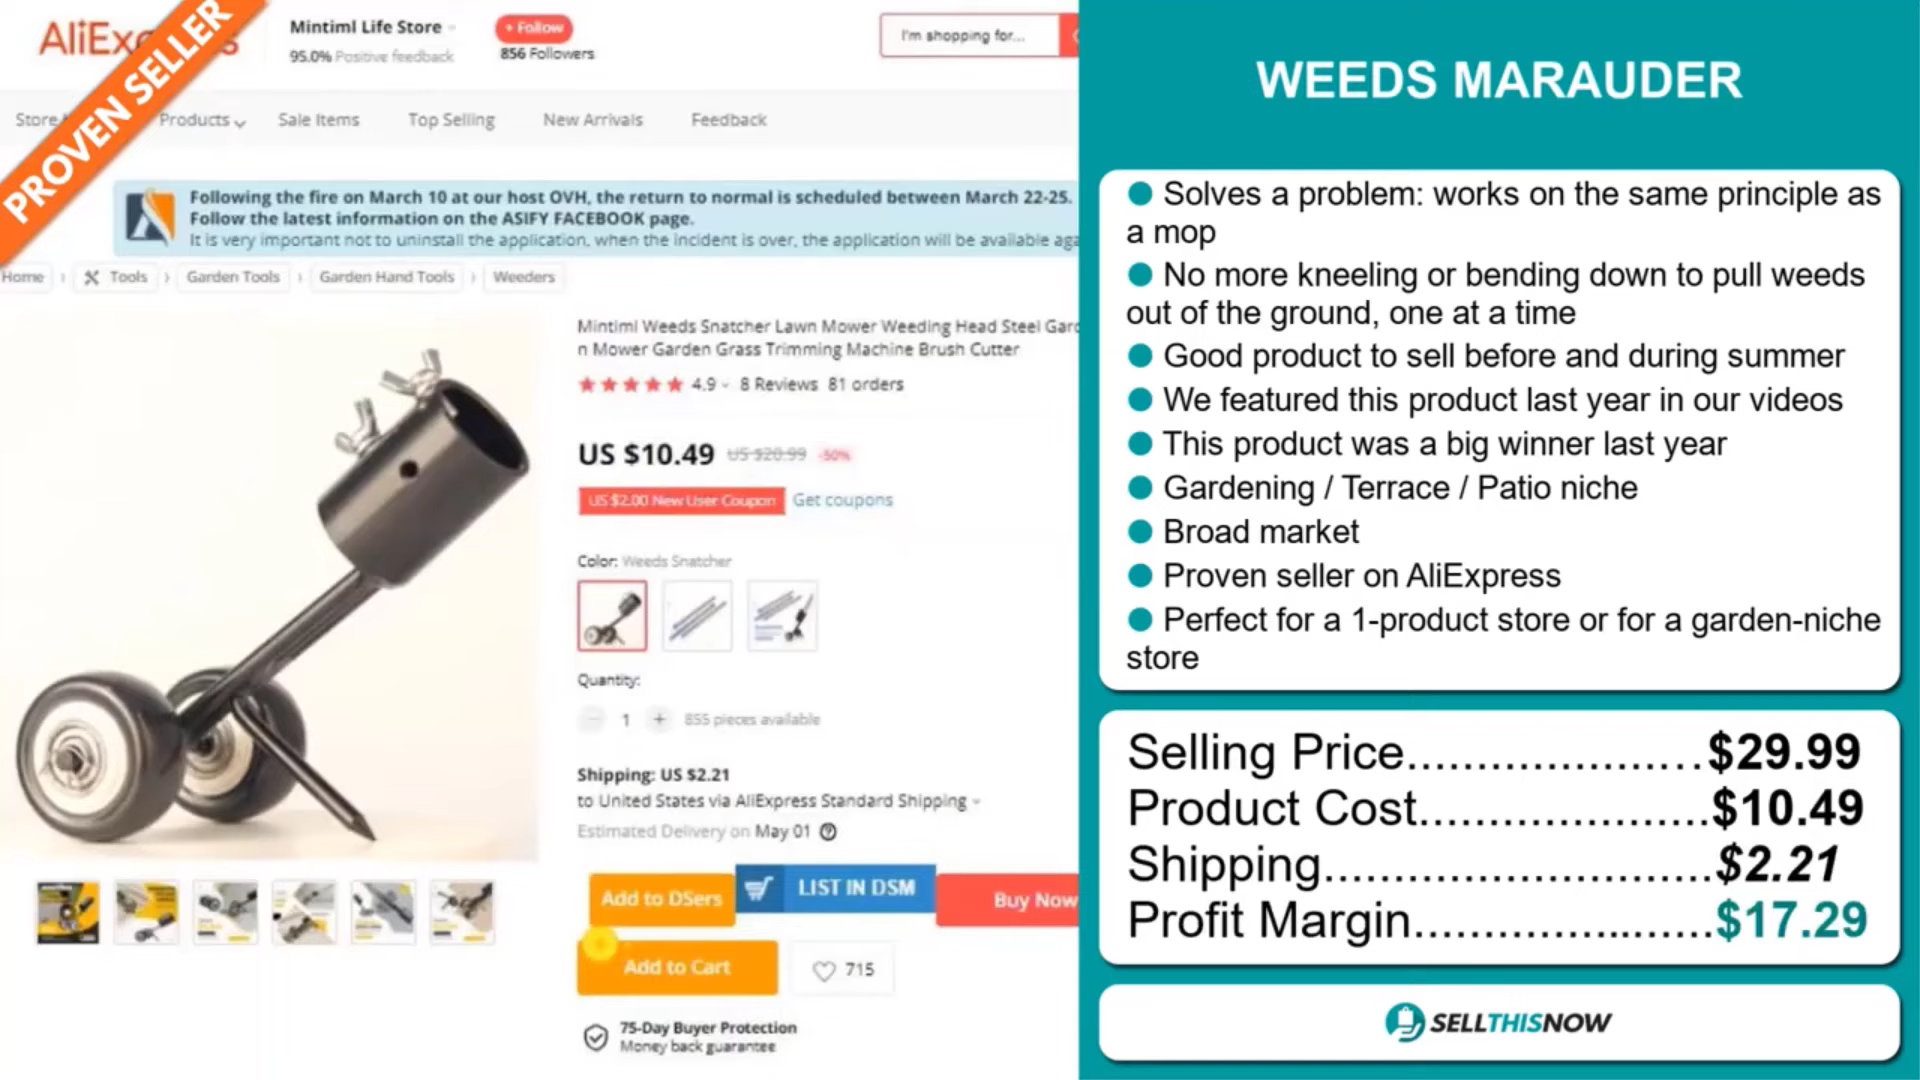 PROVEN SELLER
Mintiml Life Store
+ Follow
95.0% Positive feedback
856 Followers
I'm shopping for...
Products
Sale Items
Top Selling
New Arrivals
Feedback
Following the fire on March 10 at our host OVH, the return to normal is scheduled between March 22-25.
Follow the latest information on the ASIFY FACEBOOK page.
It is very important not to uninstall the application, when the incident is over, the application will be available
Home
Tools
Garden Tools
Garden Hand Tools
Weeders
Mintiml Weeds Snatcher Lawn Mower Weeding Head Steel Gard
n Mower Garden Grass Trimming Machine Brush Cutter
4.9
8 Reviews
81 orders
US $10.49 US $20.99 -50%
US $2.00 New User Coupon
Get coupons
Color: Weeds Snatcher
Quantity:
1
855 pieces available
Shipping: US $2.21
to United States via AliExpress Standard Shipping
Estimated Delivery on May 01
Add to DSers
LIST IN DSM
Buy Now
Add to Cart
715
75-Day Buyer Protection
Money back guarantee
WEEDS MARAUDER
● Solves a problem: works on the same principle as
a mop
● No more kneeling or bending down to pull weeds
out of the ground, one at a time
● Good product to sell before and during summer
● We featured this product last year in our videos
● This product was a big winner last year
● Gardening / Terrace / Patio niche
● Broad market
● Proven seller on AliExpress
● Perfect for a 1-product store or for a garden-niche
store
Selling Price.....................$29.99
Product Cost.....................$10.49
Shipping............................$2.21
Profit Margin......................$17.29
SELLTHISNOW